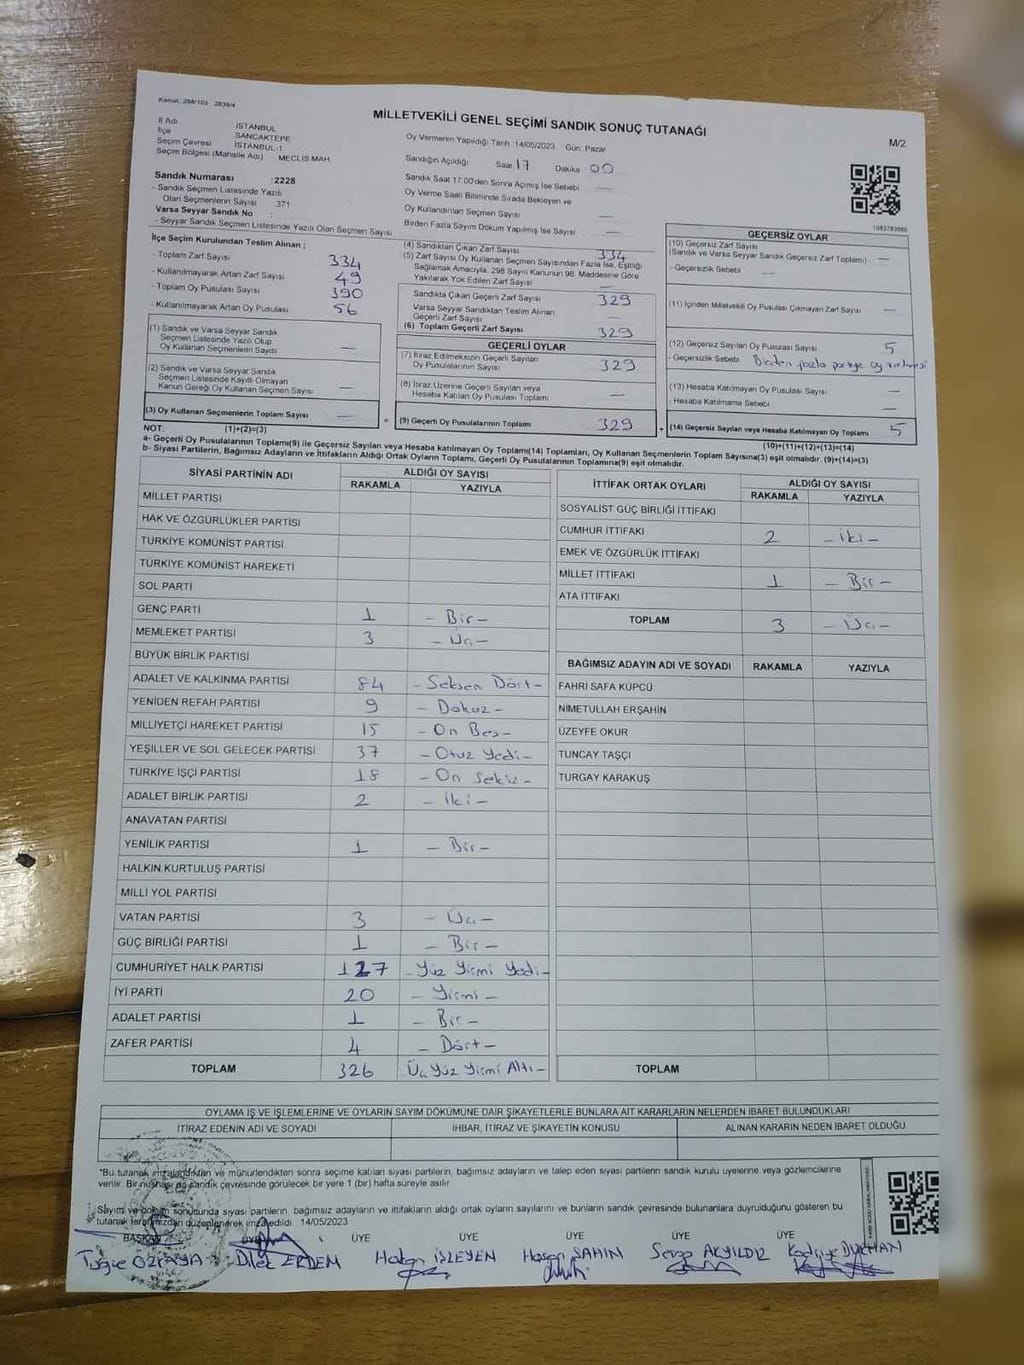 Kanun: 298/105 , 2839/4
MİLLETVEKİLİ GENEL SEÇİMİ SANDIK SONUÇ TUTANAĞI
M/2
İl Adı İSTANBUL
İlçe SANCAKTEPE
Seçim Çevresi İSTANBUL-1
Seçim Bölgesi (Mahalle Adı) MECLİS MAH.
Oy Vermenin Yapıldığı Tarih 14/05/2023 Gün: Pazar
Sandığın Açıldığı Saat 17 Dakika 00
Sandık Saat 17:00'den Sonra Açılmış İse Sebebi —
Oy Verme Saati Bitiminde Sırada Bekleyen ve
Oy Kullandırılan Seçmen Sayısı —
Birden Fazla Sayım Döküm Yapılmış İse Sayısı —
Sandık Numarası :2228
- Sandık Seçmen Listesinde Yazılı
Olan Seçmenlerin Sayısı 371
Varsa Seyyar Sandık No :
- Seyyar Sandık Seçmen Listesinde Yazılı Olan Seçmen Sayısı
İlçe Seçim Kurulundan Teslim Alınan ;
- Toplam Zarf Sayısı 334
- Kullanılmayarak Artan Zarf Sayısı 49
- Toplam Oy Pusulası Sayısı 390
- Kullanılmayarak Artan Oy Pusulası 56
(1) Sandık ve Varsa Seyyar Sandık
Seçmen Listesinde Yazılı Olup
Oy Kullanan Seçmenlerin Sayısı —
(2) Sandık ve Varsa Seyyar Sandık
Seçmen Listesinde Kayıtlı Olmayan
Kanun Gereği Oy Kullanan Seçmen Sayısı —
(3) Oy Kullanan Seçmenlerin Toplam Sayısı —
(4) Sandıktan Çıkan Zarf Sayısı 334
(5) Zarf Sayısı Oy Kullanan Seçmen Sayısından Fazla İse, Eşitliği
Sağlamak Amacıyla, 298 Sayılı Kanunun 98. Maddesine Göre
Yakılarak Yok Edilen Zarf Sayısı —
Sandıkta Çıkan Geçerli Zarf Sayısı 329
Varsa Seyyar Sandıktan Teslim Alınan
Geçerli Zarf Sayısı —
(6) Toplam Geçerli Zarf Sayısı 329
GEÇERLİ OYLAR
(7) İtiraz Edilmeksizin Geçerli Sayılan
Oy Pusulalarının Sayısı 329
(8) İtiraz Üzerine Geçerli Sayılan veya
Hesaba Katılan Oy Pusulası Toplamı —
= (9) Geçerli Oy Pusulalarının Toplamı 329
1083783660
GEÇERSİZ OYLAR
(10) Geçersiz Zarf Sayısı
(Sandık ve Varsa Seyyar Sandık Geçersiz Zarf Toplamı) —
- Geçersizlik Sebebi —
(11) İçinden Milletvekili Oy Pusulası Çıkmayan Zarf Sayısı —
(12) Geçersiz Sayılan Oy Pusulası Sayısı 5
- Geçersizlik Sebebi Birden fazla partiye oy verilmesi
(13) Hesaba Katılmayan Oy Pusulası Sayısı —
- Hesaba Katılmama Sebebi —
+ (14) Geçersiz Sayılan veya Hesaba Katılmayan Oy Toplamı 5
NOT: (1)+(2)=(3) (10)+(11)+(12)+(13)=(14)
a- Geçerli Oy Pusulalarının Toplamı(9) ile Geçersiz Sayılan veya Hesaba katılmayan Oy Toplamı(14) Toplamları, Oy Kullanan Seçmenlerin Toplam Sayısına(3) eşit olmalıdır. (9)+(14)=(3)
b- Siyasi Partilerin, Bağımsız Adayların ve İttifakların Aldığı Ortak Oyların Toplamı, Geçerli Oy Pusulalarının Toplamına(9) eşit olmalıdır.
SİYASİ PARTİNİN ADI ALDIĞI OY SAYISI
RAKAMLA YAZIYLA
MİLLET PARTİSİ
HAK VE ÖZGÜRLÜKLER PARTİSİ
TÜRKİYE KOMÜNİST PARTİSİ
TÜRKİYE KOMÜNİST HAREKETİ
SOL PARTİ
GENÇ PARTİ 1 - Bir -
MEMLEKET PARTİSİ 3 - Üç -
BÜYÜK BİRLİK PARTİSİ
ADALET VE KALKINMA PARTİSİ 84 - Seksen Dört -
YENİDEN REFAH PARTİSİ 9 - Dokuz -
MİLLİYETÇİ HAREKET PARTİSİ 15 - On Beş -
YEŞİLLER VE SOL GELECEK PARTİSİ 37 - Otuz Yedi -
TÜRKİYE İŞÇİ PARTİSİ 18 - On Sekiz -
ADALET BİRLİK PARTİSİ 2 - İki -
ANAVATAN PARTİSİ
YENİLİK PARTİSİ 1 - Bir -
HALKIN KURTULUŞ PARTİSİ
MİLLİ YOL PARTİSİ
VATAN PARTİSİ 3 - Üç -
GÜÇ BİRLİĞİ PARTİSİ 1 - Bir -
CUMHURİYET HALK PARTİSİ 127 - Yüz Yirmi Yedi -
İYİ PARTİ 20 - Yirmi -
ADALET PARTİSİ 1 - Bir -
ZAFER PARTİSİ 4 - Dört -
TOPLAM 326 Üç Yüz Yirmi Altı -
İTTİFAK ORTAK OYLARI ALDIĞI OY SAYISI
RAKAMLA YAZIYLA
SOSYALİST GÜÇ BİRLİĞİ İTTİFAKI
CUMHUR İTTİFAKI 2 - İki -
EMEK VE ÖZGÜRLÜK İTTİFAKI
MİLLET İTTİFAKI 1 - Bir -
ATA İTTİFAKI
TOPLAM 3 - Üç -
BAĞIMSIZ ADAYIN ADI VE SOYADI RAKAMLA YAZIYLA
FAHRİ SAFA KÜPCÜ
NİMETULLAH ERŞAHİN
ÜZEYFE OKUR
TUNCAY TAŞÇI
TURGAY KARAKUŞ
TOPLAM
OYLAMA İŞ VE İŞLEMLERİNE VE OYLARIN SAYIM DÖKÜMÜNE DAİR ŞİKAYETLERLE BUNLARA AİT KARARLARIN NELERDEN İBARET BULUNDUKLARI
İTİRAZ EDENİN ADI VE SOYADI İHBAR, İTİRAZ VE ŞİKAYETİN KONUSU ALINAN KARARIN NEDEN İBARET OLDUĞU
*Bu tutanak imzalandıktan ve mühürlendikten sonra seçime katılan siyasi partilerin, bağımsız adayların ve talep eden siyasi partilerin sandık kurulu üyelerine veya gözlemcilerine
verilir. Bir nüshası da sandık çevresinde görülecek bir yere 1 (bir) hafta süreyle asılır.
Sayım ve döküm sonucunda siyasi partilerin, bağımsız adayların ve ittifakların aldığı ortak oyların sayılarını ve bunların sandık çevresinde bulunanlara duyrulduğunu gösteren bu
tutanak tarafımızdan düzenlenerek imza edildi. 14/05/2023
BAŞKAN ÜYE ÜYE ÜYE ÜYE ÜYE
Tuğçe ÖZKAYA Dilek ERDEM Hakan İŞLEYEN Hasan ŞAHİN Sevgi AKYILDIZ Kadriye DUMAN